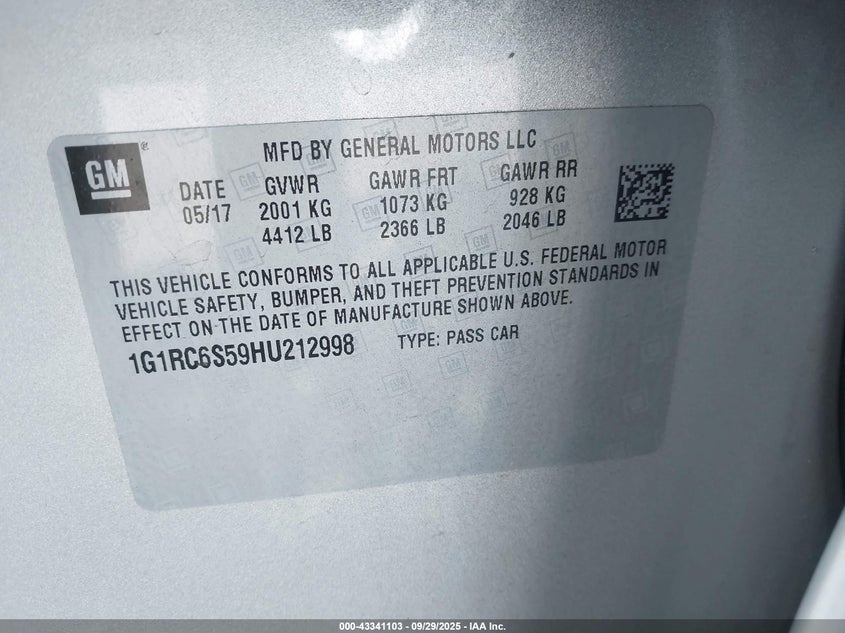 GM
®
MFD BY GENERAL MOTORS LLC
DATE GVWR GAWR FRT GAWR RR
05/17 2001 KG 1073 KG 928 KG
4412 LB 2366 LB 2046 LB
THIS VEHICLE CONFORMS TO ALL APPLICABLE U.S. FEDERAL MOTOR
VEHICLE SAFETY, BUMPER, AND THEFT PREVENTION STANDARDS IN
EFFECT ON THE DATE OF MANUFACTURE SHOWN ABOVE.
1G1RC6S59HU212998 TYPE: PASS CAR
000-43341103 - 09/29/2025 - IAA Inc.